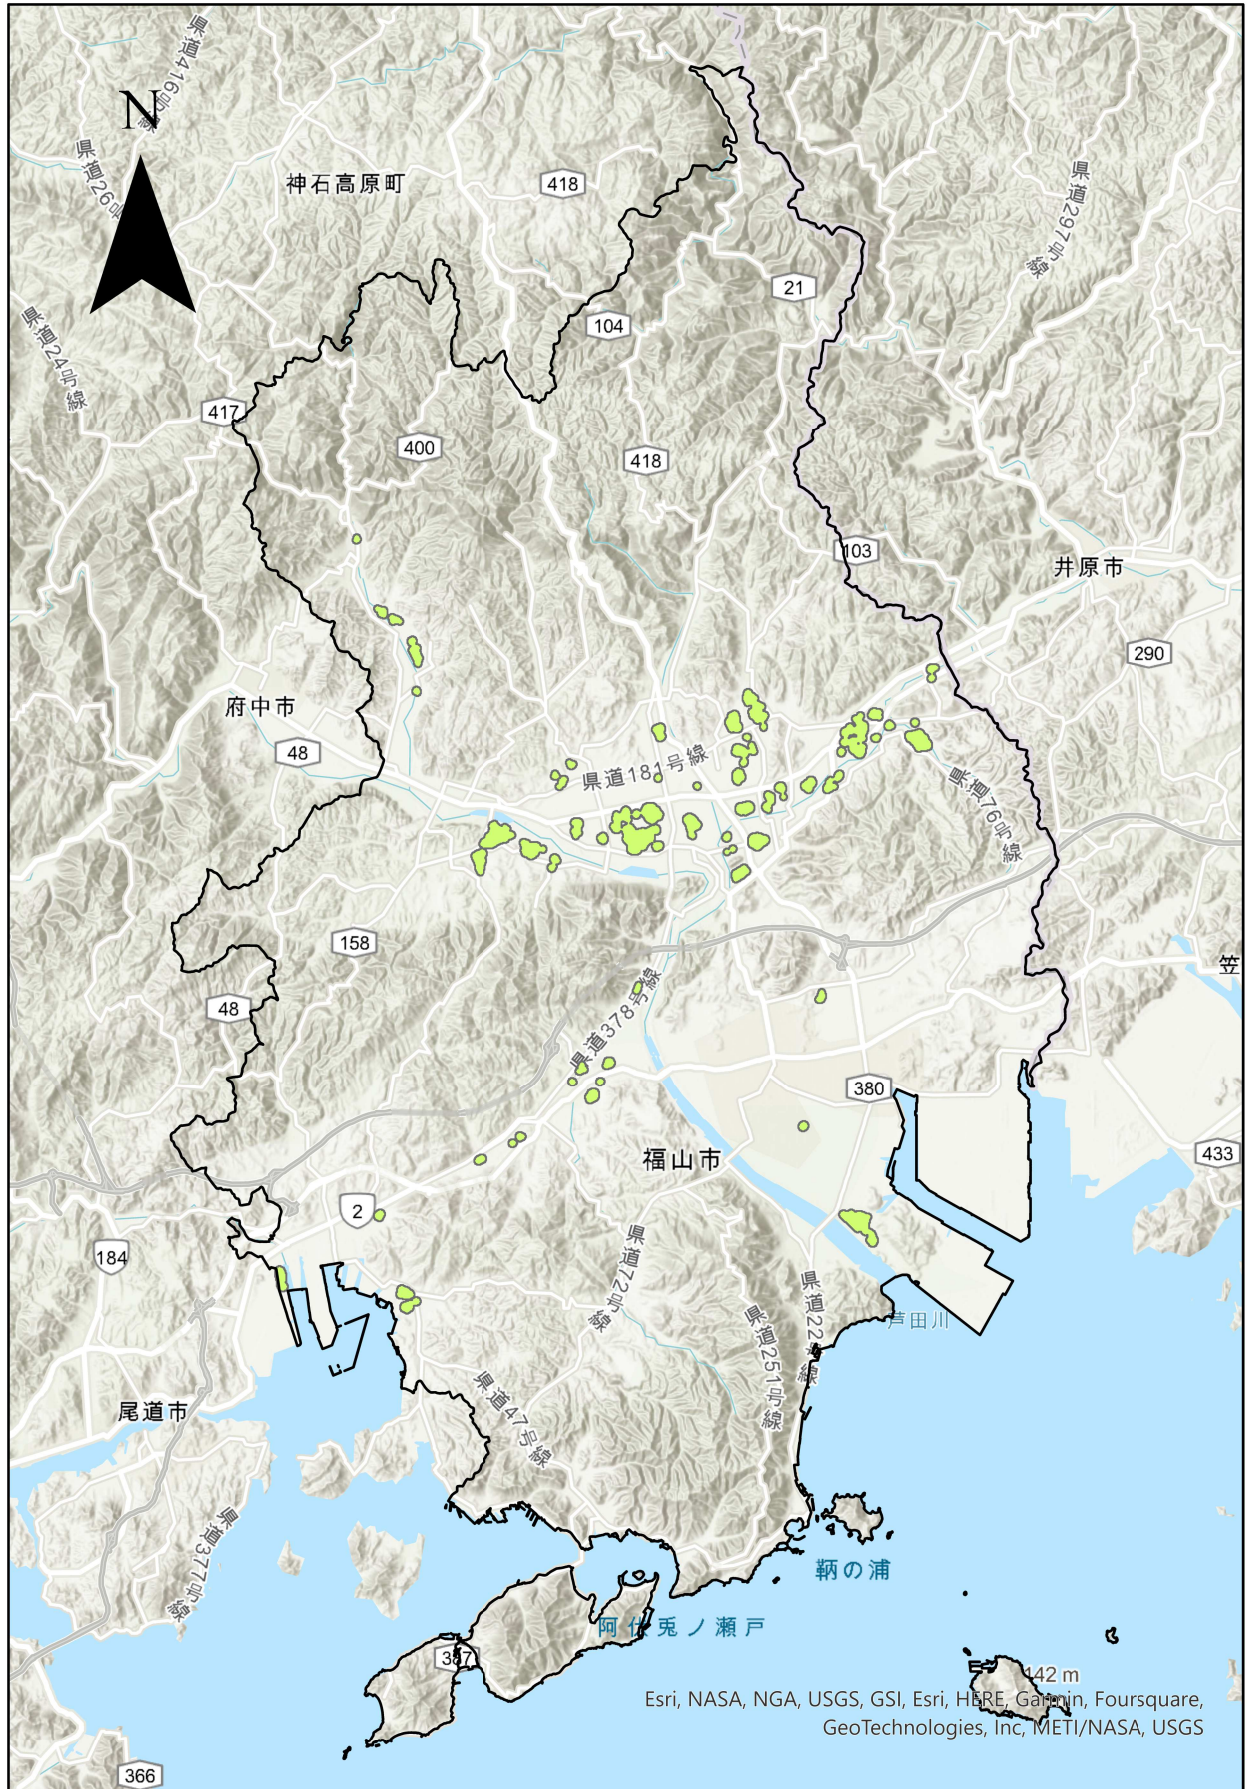 県道416号線
N
県道26号
神石高原町
418
県道297号線
21
104
県道24号線
417
400
418
103
井原市
290
府中市
48
県道181号線
県道76号線
158
笠
48
県道378号線
380
福山市
433
2
184
県道72号線
県道22号線
県道251号線
芦田川
尾道市
県道47号線
県道377号線
鞆の浦
阿伏兎ノ瀬戸
387
142 m
Esri, NASA, NGA, USGS, GSI, Esri, HERE, Garmin, Foursquare,
GeoTechnologies, Inc, METI/NASA, USGS
366